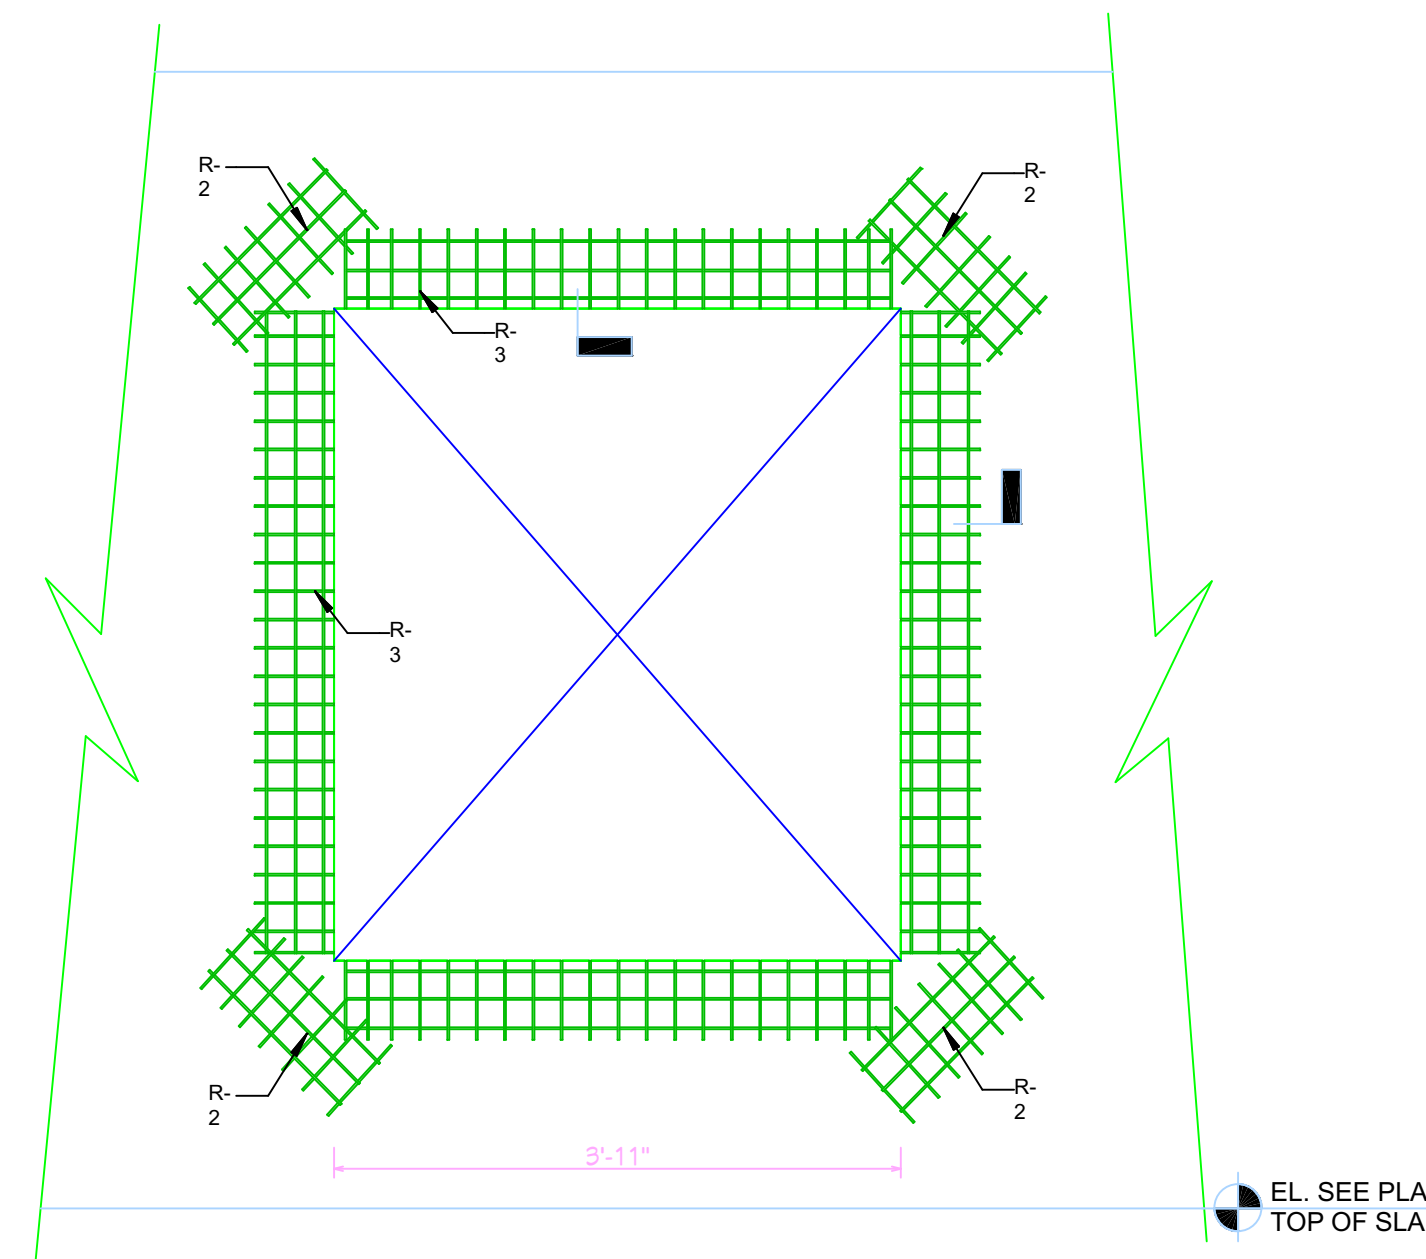 R-
2
R-
2
R-
3
R-
3
R-
2
R-
2
3'-11"
EL. SEE PLA
TOP OF SLA